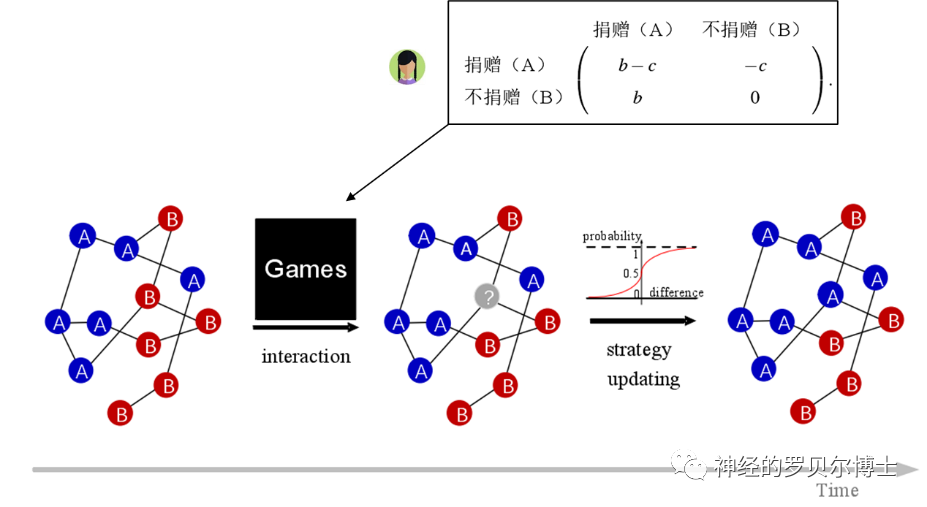 捐赠（A） 不捐赠（B）
捐赠（A） b − c −c
不捐赠（B） b 0 .
B
A
A
A
B
A
A
B
B
A
B
B
Games
interaction
B
A
A
A
?
A
A
B
B
A
B
B
probability
1
0.5
0
difference
strategy
updating
B
A
A
A
A
A
B
B
A
B
B
神经的罗贝尔博士
Time